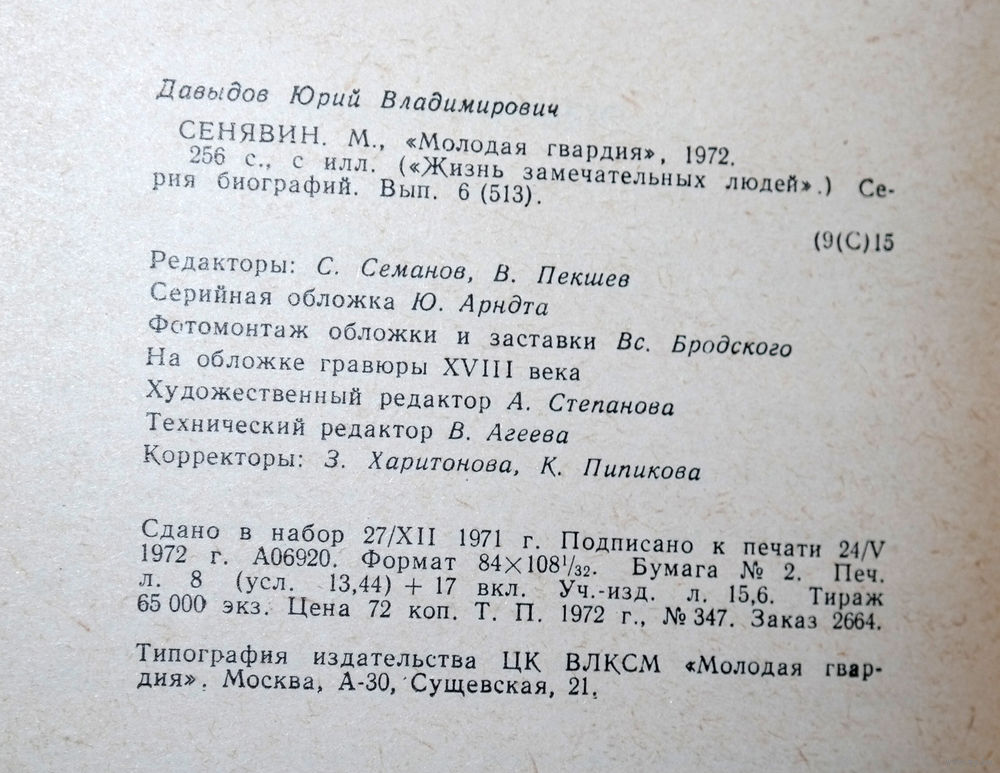 Давыдов Юрий Владимирович
СЕНЯВИН. М., «Молодая гвардия», 1972.
256 с., с илл. («Жизнь замечательных людей».) Се-
рия биографий. Вып. 6 (513).
(9(С)15
Редакторы: С. Семанов, В. Пекшев
Серийная обложка Ю. Арндта
Фотомонтаж обложки и заставки Вс. Бродского
На обложке гравюры XVIII века
Художественный редактор А. Степанова
Технический редактор В. Агеева
Корректоры: З. Харитонова, К. Пипикова
Сдано в набор 27/XII 1971 г. Подписано к печати 24/V
1972 г. А06920. Формат 84×108¹/₃₂. Бумага № 2. Печ.
л. 8 (усл. 13,44) + 17 вкл. Уч.-изд. л. 15,6. Тираж
65 000 экз. Цена 72 коп. Т. П. 1972 г., № 347. Заказ 2664.
Типография издательства ЦК ВЛКСМ «Молодая гвар-
дия». Москва, А-30, Сущевская, 21.